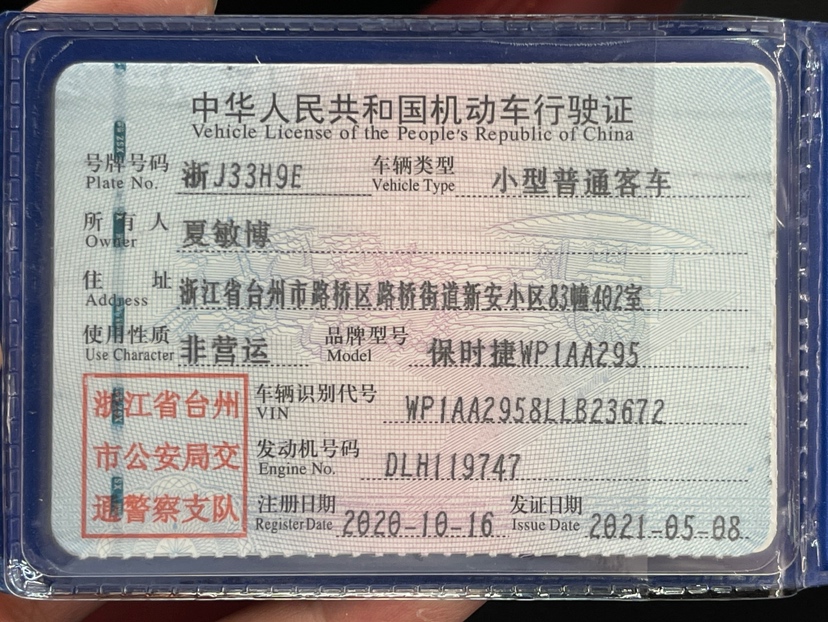 中华人民共和国机动车行驶证
Vehicle License of the People's Republic of China
号牌号码 浙J33H9E 车辆类型 小型普通客车
Plate No. Vehicle Type
所有人 夏敏博
Owner
住址 浙江省台州市路桥区路桥街道新安小区83幢402室
Address
使用性质 非营运 品牌型号 保时捷WP1AA295
Use Character Model
浙江省台州
市公安局交
通警察支队
车辆识别代号 WP1AA2958LLB23672
VIN
发动机号码 DLH119747
Engine No.
注册日期 2020-10-16 发证日期 2021-05-08
Register Date Issue Date